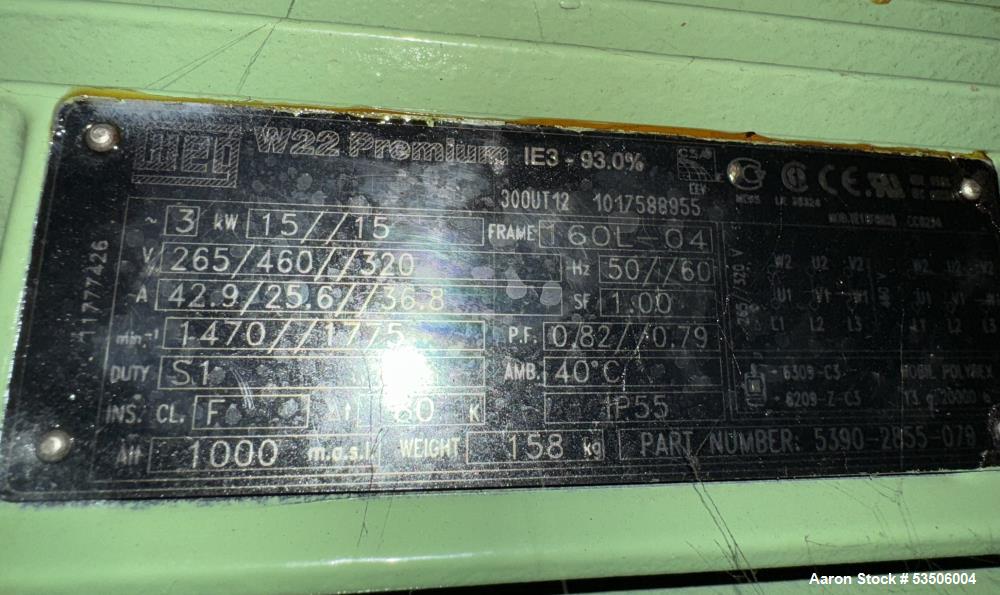 WEG W22 Premium IE3 - 93.0%
300UT12 1017588955
11777426
~ 3 kW 15//15 FRAME 160L-04
V 265/460//320 Hz 50//60
A 42.9/25.6//36.8 SF 1.00
min-1 1470//1775 P.F. 0,82//0.79
DUTY S1 AMB. 40°C
INS. CL. F Δt 80 K IP55
Alt 1000 m.a.s.l. WEIGHT 158 kg PART NUMBER: 5390-2855-079
CE
W2 U2 V2 W2 U2 V2
U1 V1 W1 U1 V1 W1
L1 L2 L3 L1 L2 L3
6309-C3 MOBIL POLYREX
6209-Z-C3 20000
Aaron Stock # 53506004